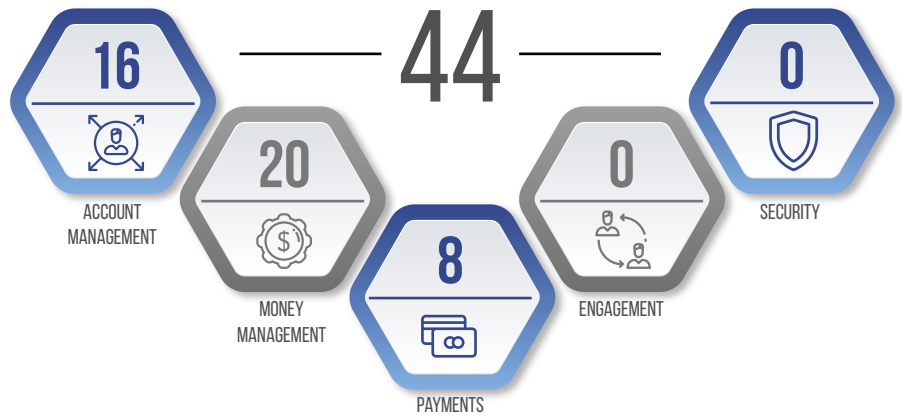 44
16
ACCOUNT
MANAGEMENT
20
MONEY
MANAGEMENT
8
PAYMENTS
0
ENGAGEMENT
0
SECURITY